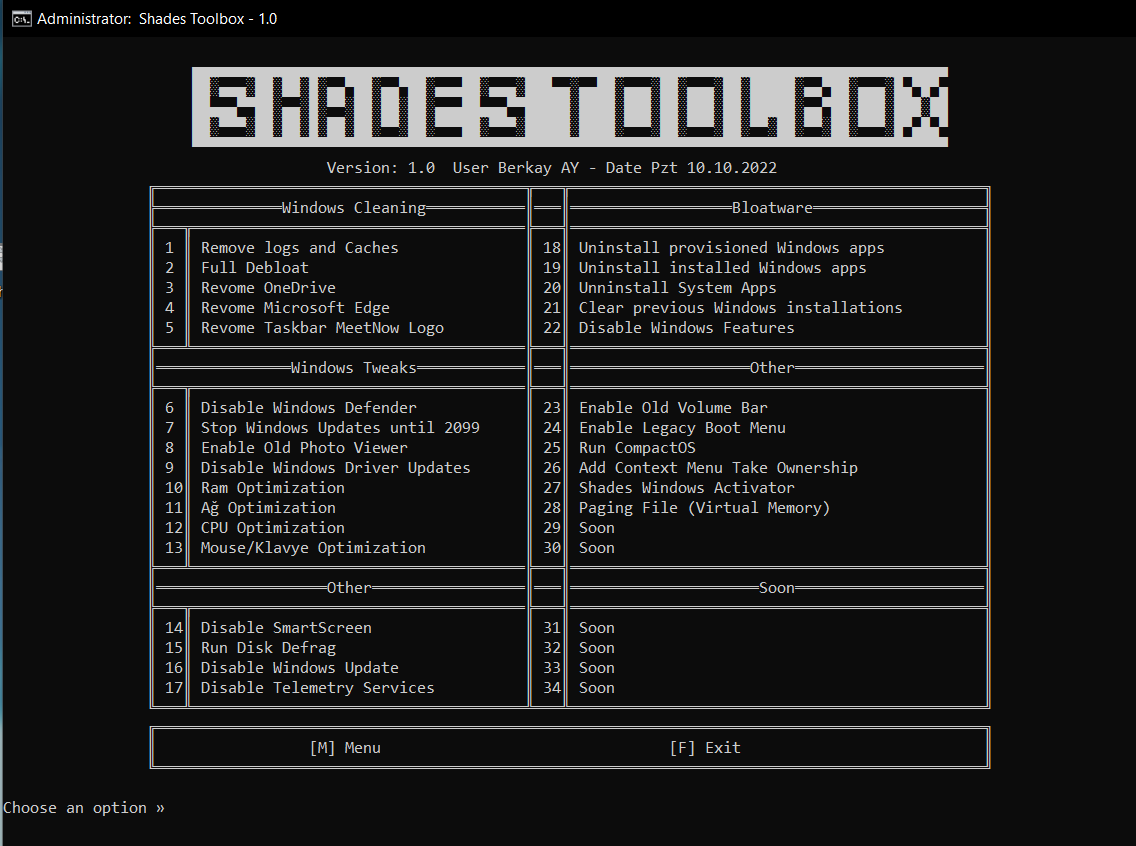 Administrator: Shades Toolbox - 1.0
SHADES TOOLBOX
Version: 1.0 User Berkay AY - Date Pzt 10.10.2022
Windows Cleaning
1 Remove logs and Caches
2 Full Debloat
3 Revome OneDrive
4 Revome Microsoft Edge
5 Revome Taskbar MeetNow Logo
Bloatware
18 Uninstall provisioned Windows apps
19 Uninstall installed Windows apps
20 Unninstall System Apps
21 Clear previous Windows installations
22 Disable Windows Features
Windows Tweaks
6 Disable Windows Defender
7 Stop Windows Updates until 2099
8 Enable Old Photo Viewer
9 Disable Windows Driver Updates
10 Ram Optimization
11 Ağ Optimization
12 CPU Optimization
13 Mouse/Klavye Optimization
Other
23 Enable Old Volume Bar
24 Enable Legacy Boot Menu
25 Run CompactOS
26 Add Context Menu Take Ownership
27 Shades Windows Activator
28 Paging File (Virtual Memory)
29 Soon
30 Soon
Other
14 Disable SmartScreen
15 Run Disk Defrag
16 Disable Windows Update
17 Disable Telemetry Services
Soon
31 Soon
32 Soon
33 Soon
34 Soon
[M] Menu [F] Exit
Choose an option »